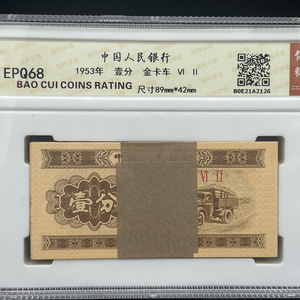 中国人民银行
EPQ68
1953年 壹分 金卡车 Ⅵ Ⅱ
BAO CUI COINS RATING
尺寸89mm*42mm
B0E21A2126
中
壹分
Ⅵ Ⅱ